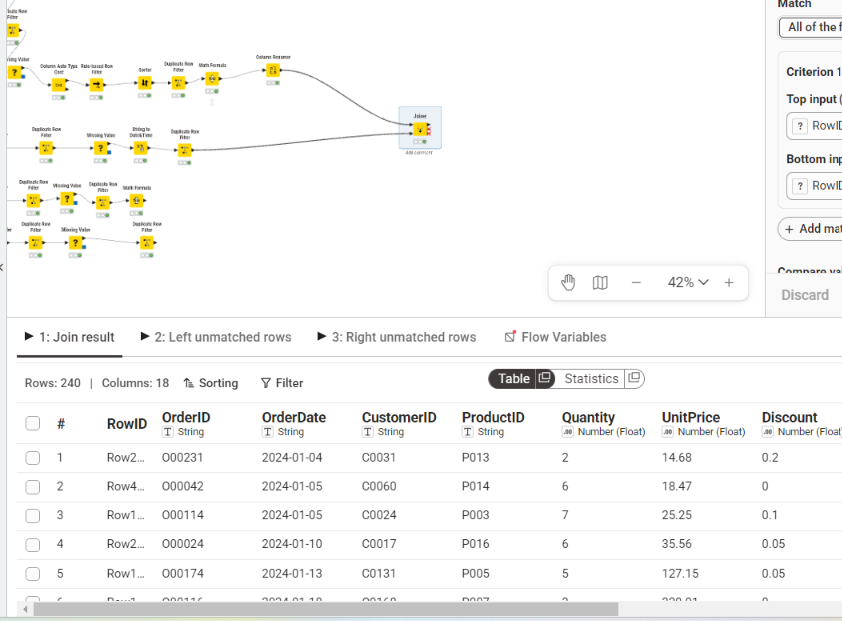 Match
All of the f
Criterion 1
Top input (
? RowID
Bottom inp
? RowID
+ Add mat
Compare val
Discard
Filter
ing Value
Column Auto Type Cast
Rule-based Row Filter
Sorter
Duplicate Row Filter
Math Formula
Column Renamer
Joiner
Add comment
Duplicate Row Filter
Missing Value
String to Date&Time
Duplicate Row Filter
Duplicate Row Filter
Missing Value
Duplicate Row Filter
Math Formula
Duplicate Row Filter
Missing Value
Duplicate Row Filter
42%
1: Join result
2: Left unmatched rows
3: Right unmatched rows
Flow Variables
Rows: 240 | Columns: 18
Sorting
Filter
Table
Statistics
# RowID OrderID OrderDate CustomerID ProductID Quantity UnitPrice Discount
T String T String T String T String .00 Number (Float) .00 Number (Float) .00 Number (Float)
1 Row2... O00231 2024-01-04 C0031 P013 2 14.68 0.2
2 Row4... O00042 2024-01-05 C0060 P014 6 18.47 0
3 Row1... O00114 2024-01-05 C0024 P003 7 25.25 0.1
4 Row2... O00024 2024-01-10 C0017 P016 6 35.56 0.05
5 Row1... O00174 2024-01-13 C0131 P005 5 127.15 0.05